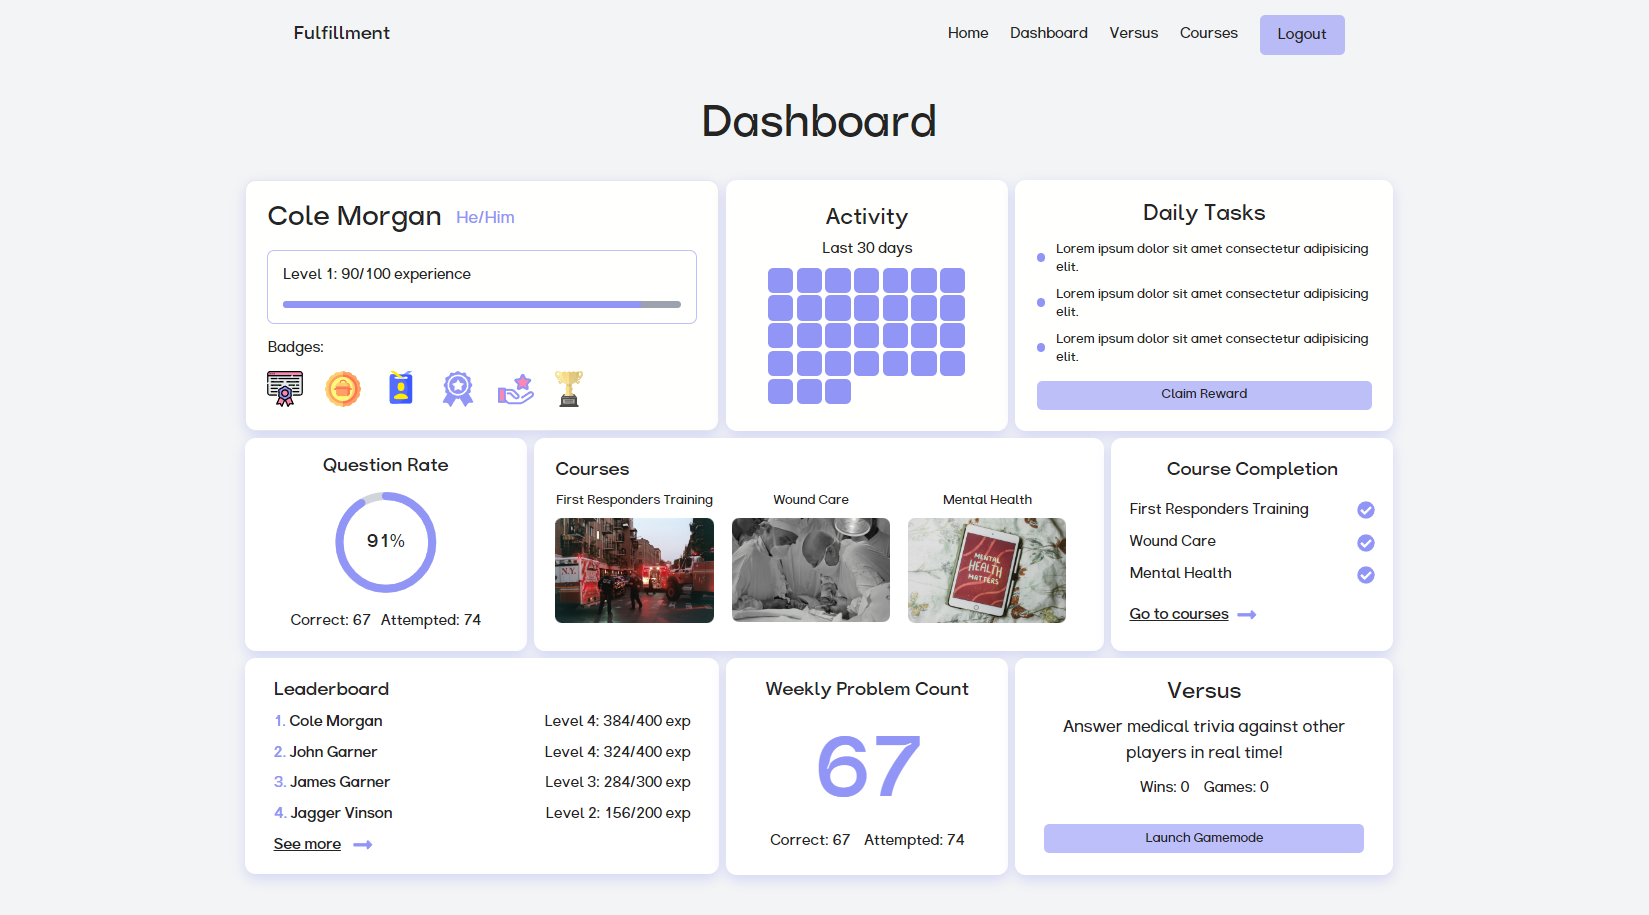 Fulfillment
Home Dashboard Versus Courses Logout
Dashboard
Cole Morgan He/Him
Level 1: 90/100 experience
Badges:
Activity
Last 30 days
Daily Tasks
Lorem ipsum dolor sit amet consectetur adipisicing
elit.
Lorem ipsum dolor sit amet consectetur adipisicing
elit.
Lorem ipsum dolor sit amet consectetur adipisicing
elit.
Claim Reward
Question Rate
91%
Correct: 67 Attempted: 74
Courses
First Responders Training
Wound Care
Mental Health
N.Y.
MENTAL
HEALTH
MATTERS
Course Completion
First Responders Training
Wound Care
Mental Health
Go to courses
Leaderboard
1. Cole Morgan Level 4: 384/400 exp
2. John Garner Level 4: 324/400 exp
3. James Garner Level 3: 284/300 exp
4. Jagger Vinson Level 2: 156/200 exp
See more
Weekly Problem Count
67
Correct: 67 Attempted: 74
Versus
Answer medical trivia against other
players in real time!
Wins: 0 Games: 0
Launch Gamemode